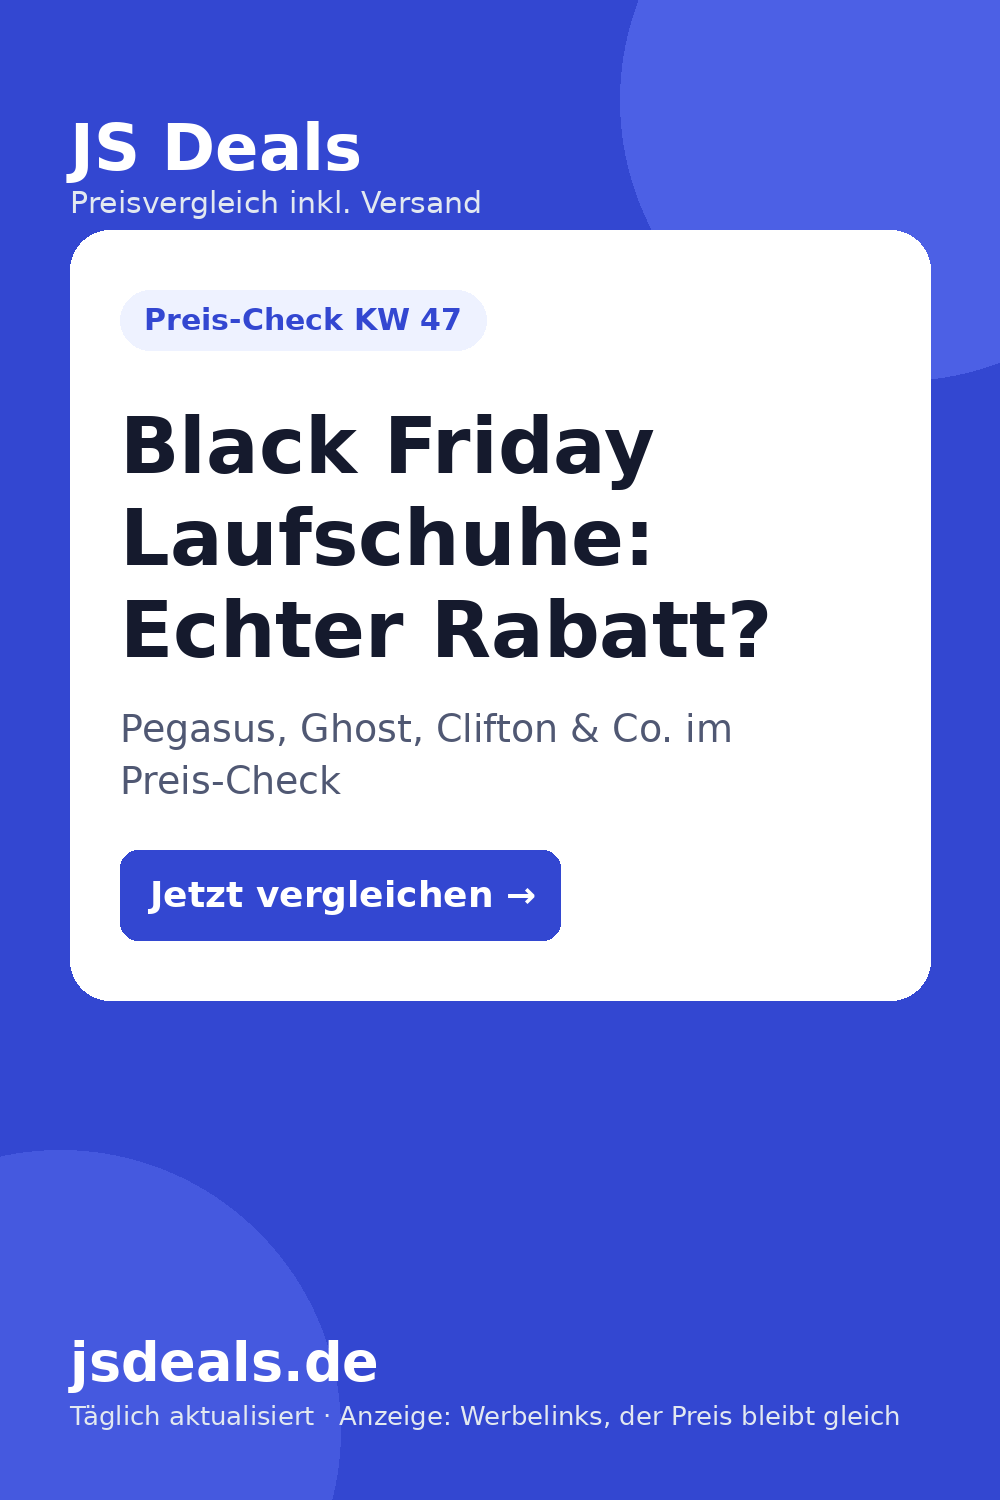 JS Deals
Preisvergleich inkl. Versand
Preis-Check KW 47
Black Friday
Laufschuhe:
Echter Rabatt?
Pegasus, Ghost, Clifton & Co. im
Preis-Check
Jetzt vergleichen →
jsdeals.de
Täglich aktualisiert · Anzeige: Werbelinks, der Preis bleibt gleich